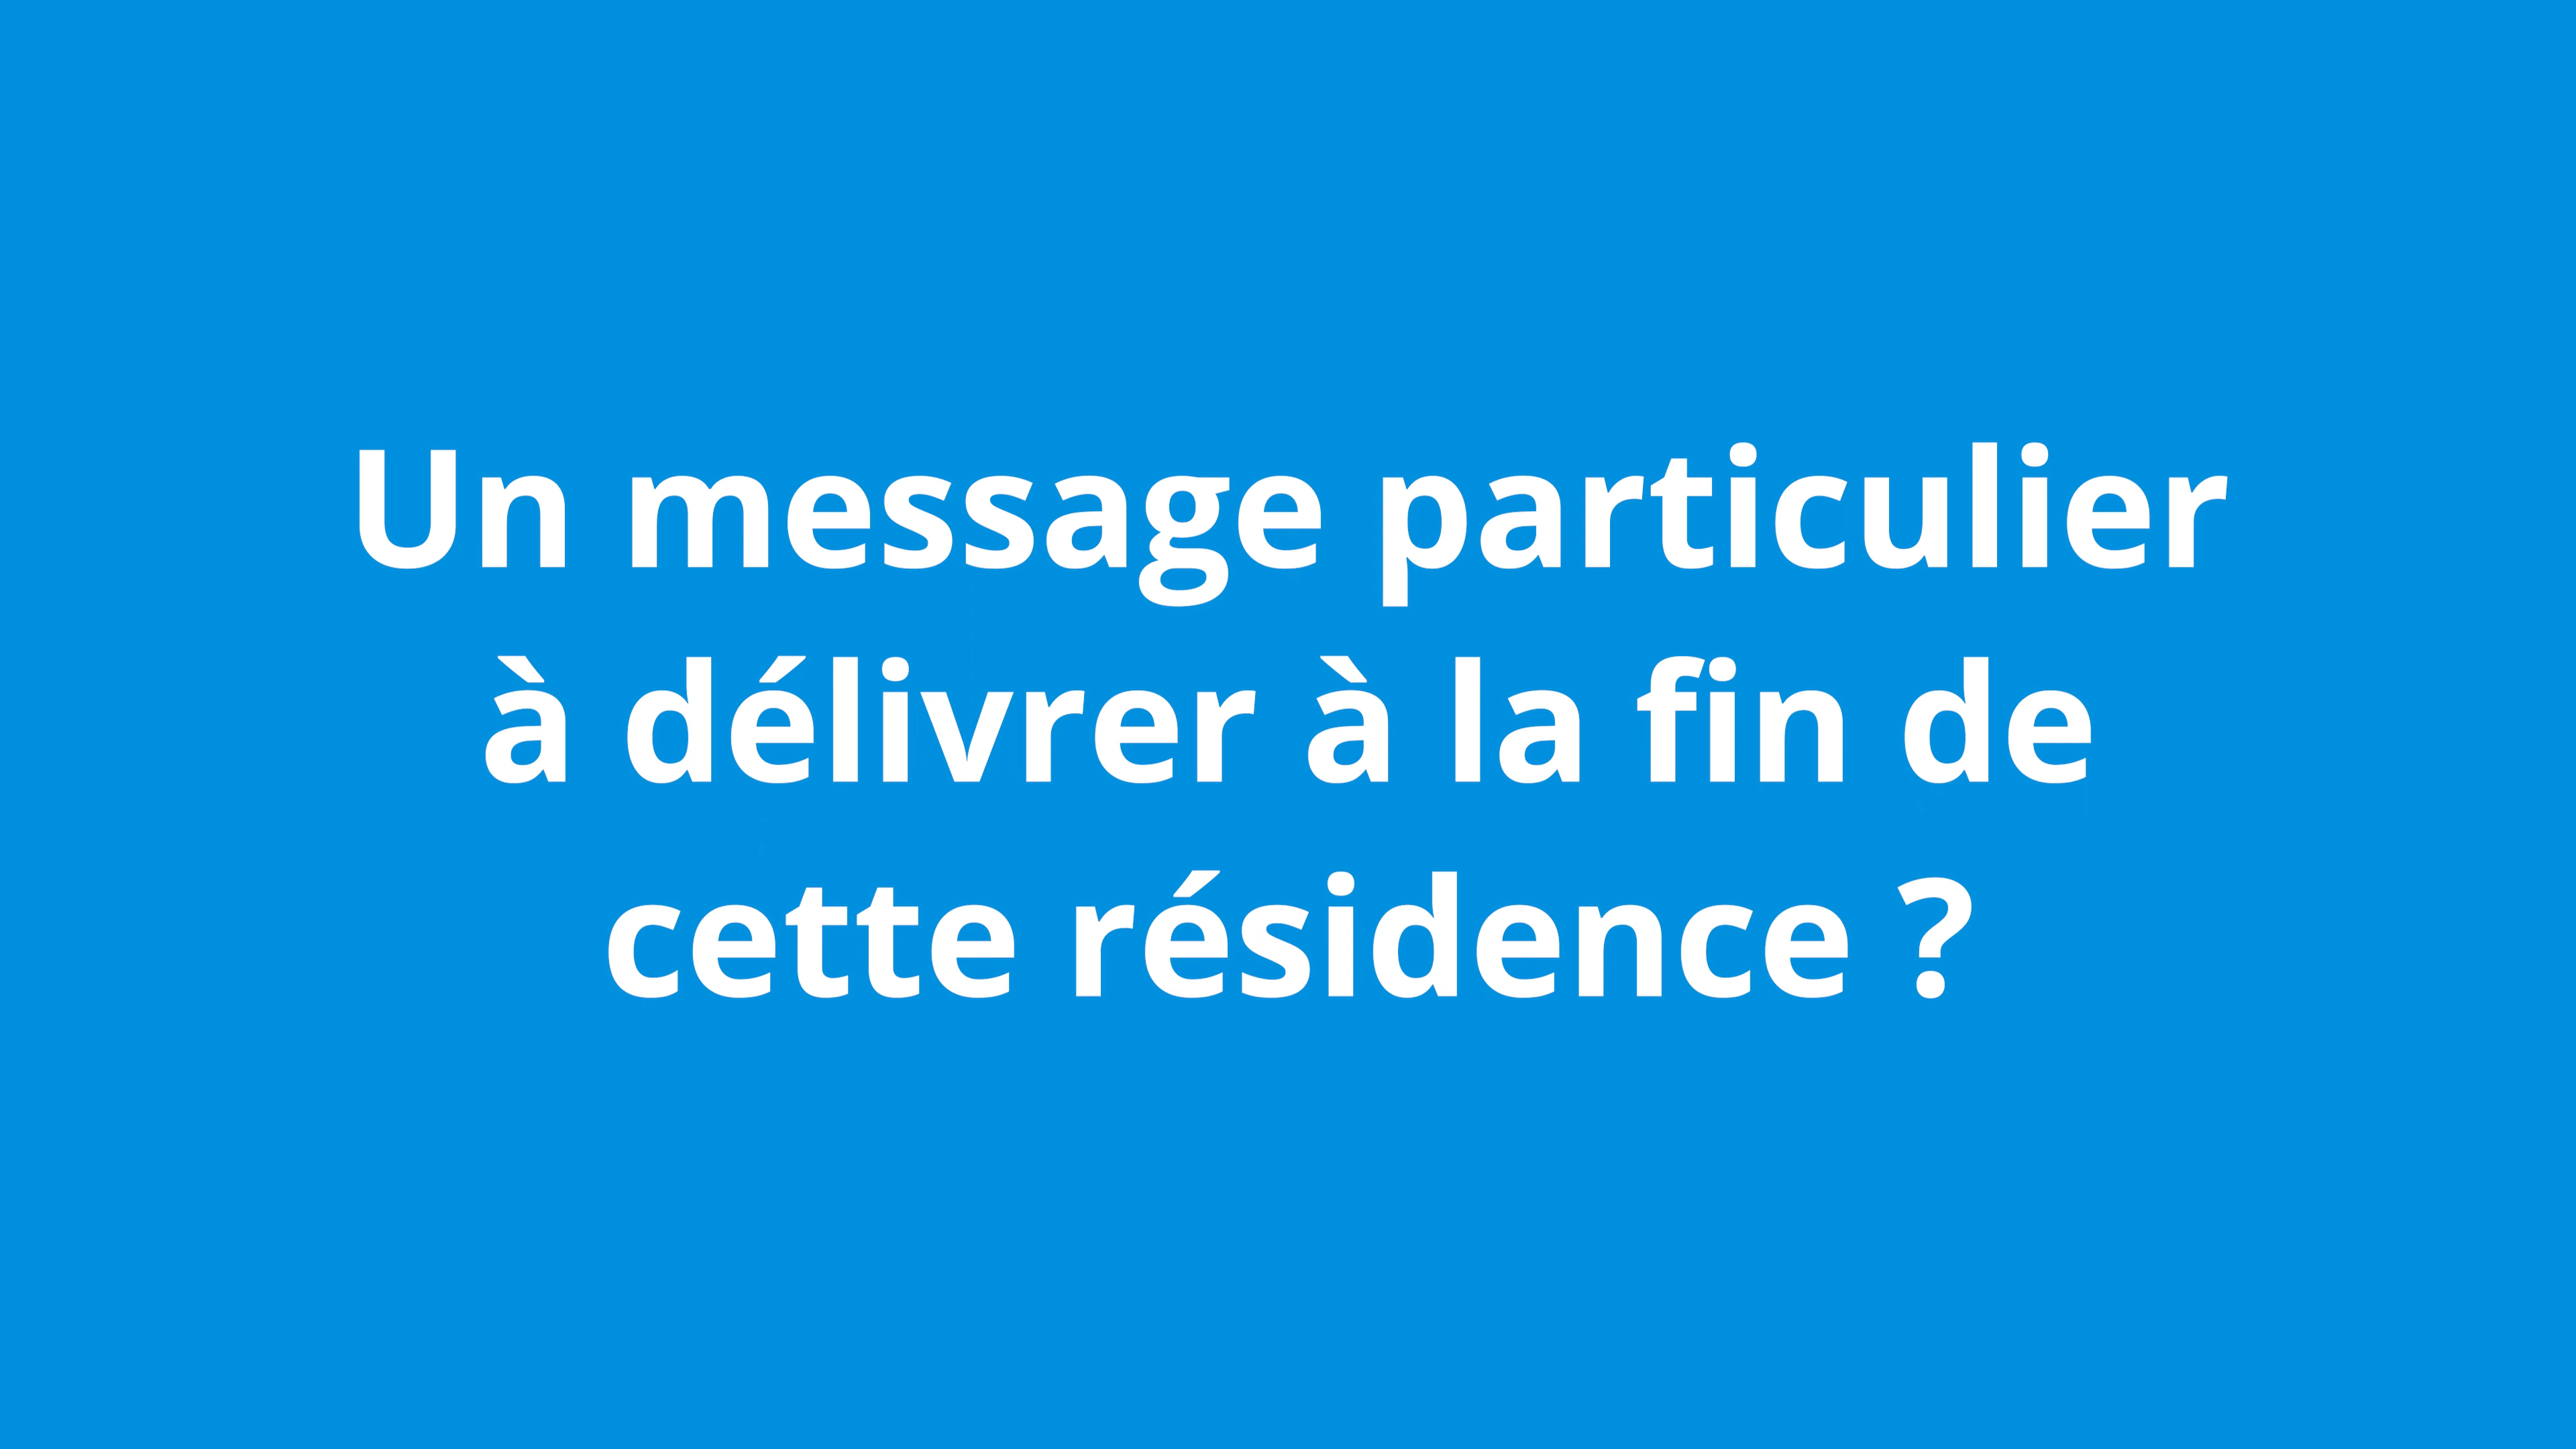 Un message particulier
à délivrer à la fin de
cette résidence ?